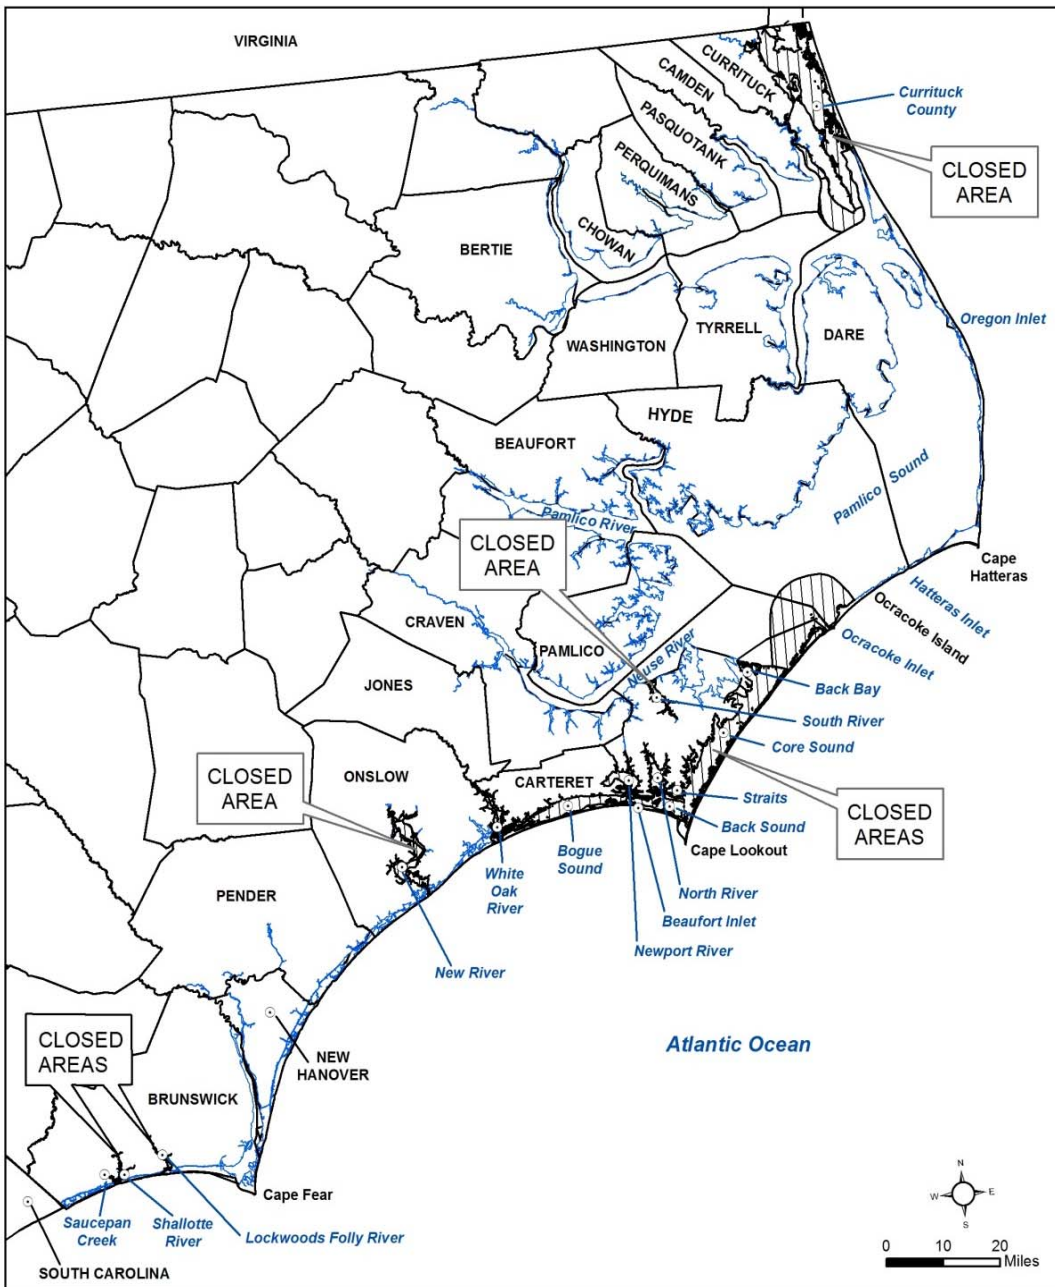 VIRGINIA
CURRITUCK
CAMDEN
PASQUOTANK
PERQUIMANS
CHOWAN
Currituck
County
CLOSED
AREA
BERTIE
WASHINGTON
TYRRELL
DARE
Oregon Inlet
HYDE
BEAUFORT
Pamlico Sound
Pamlico River
CLOSED
AREA
Cape
Hatteras
Hatteras Inlet
Ocracoke Island
Ocracoke Inlet
CRAVEN
PAMLICO
Neuse River
JONES
Back Bay
South River
Core Sound
CLOSED
AREA
ONSLOW
CARTERET
Straits
CLOSED
AREAS
Back Sound
Cape Lookout
White
Oak
River
Bogue
Sound
North River
Beaufort Inlet
Newport River
PENDER
New River
Atlantic Ocean
CLOSED
AREAS
NEW
HANOVER
BRUNSWICK
Cape Fear
Saucepan
Creek
Shallotte
River
Lockwoods Folly River
SOUTH CAROLINA
N
W
E
S
0 10 20
Miles